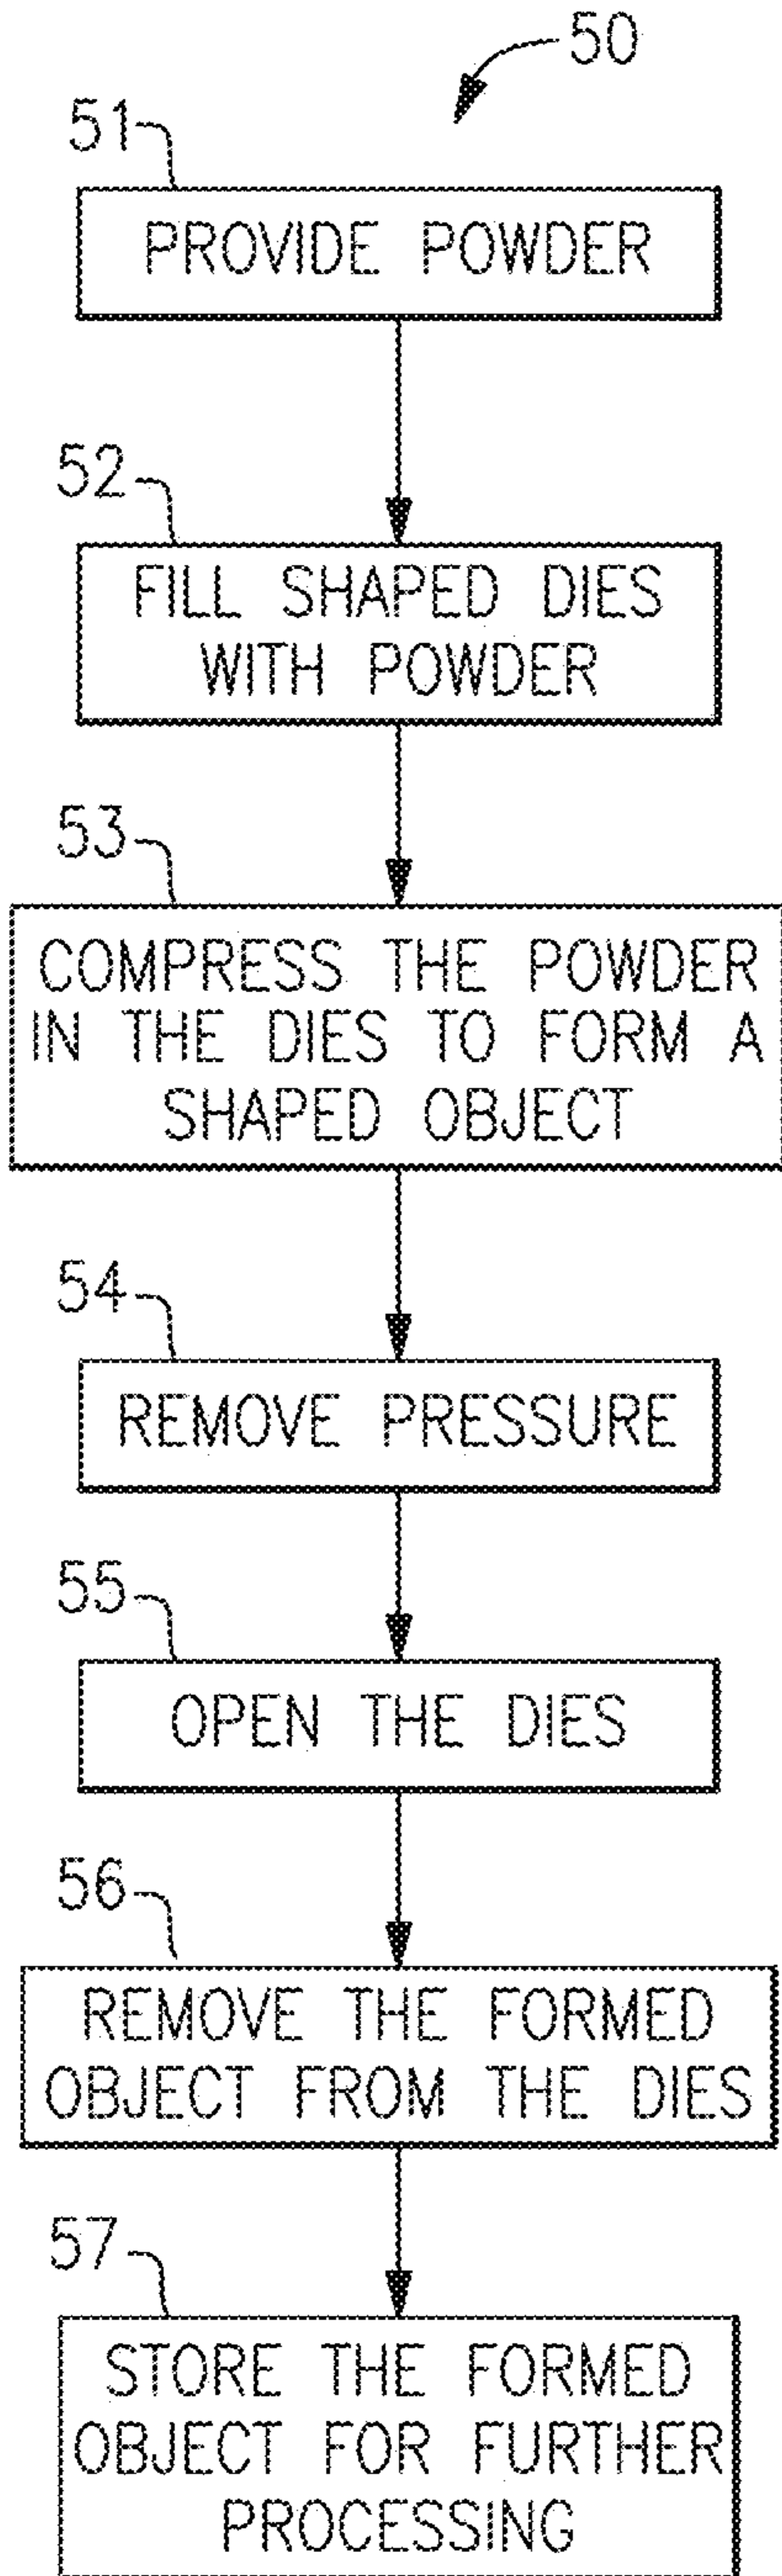 50
51
PROVIDE POWDER
52
FILL SHAPED DIES
WITH POWDER
53
COMPRESS THE POWDER
IN THE DIES TO FORM A
SHAPED OBJECT
54
REMOVE PRESSURE
55
OPEN THE DIES
56
REMOVE THE FORMED
OBJECT FROM THE DIES
57
STORE THE FORMED
OBJECT FOR FURTHER
PROCESSING